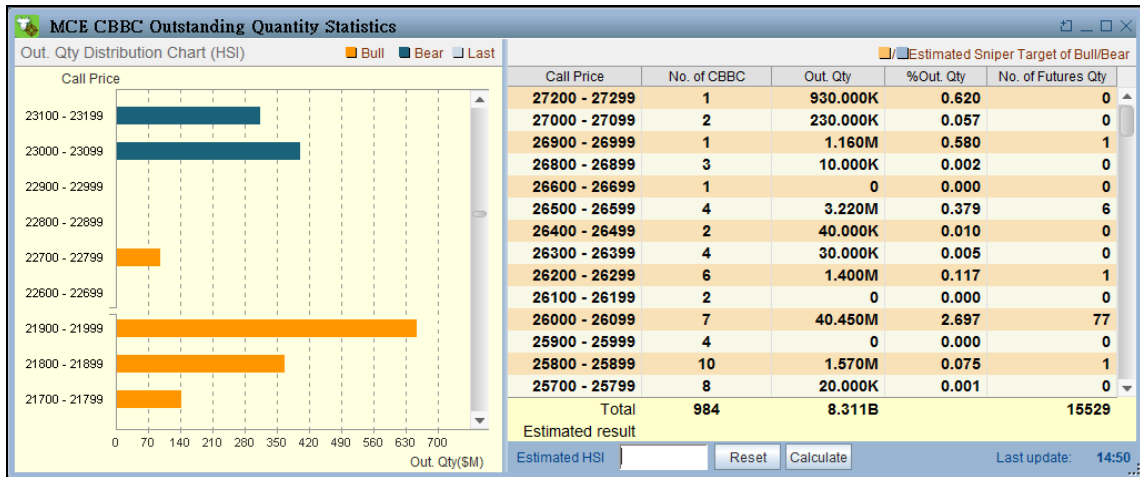 MCE CBBC Outstanding Quantity Statistics
Out. Qty Distribution Chart (HSI) Bull Bear Last
Call Price
23100 - 23199
23000 - 23099
22900 - 22999
22800 - 22899
22700 - 22799
22600 - 22699
21900 - 21999
21800 - 21899
21700 - 21799
0 70 140 210 280 350 420 490 560 630 700
Out. Qty($M)
/ Estimated Sniper Target of Bull/Bear
Call Price No. of CBBC Out. Qty %Out. Qty No. of Futures Qty
27200 - 27299 1 930.000K 0.620 0
27000 - 27099 2 230.000K 0.057 0
26900 - 26999 1 1.160M 0.580 1
26800 - 26899 3 10.000K 0.002 0
26600 - 26699 1 0 0.000 0
26500 - 26599 4 3.220M 0.379 6
26400 - 26499 2 40.000K 0.010 0
26300 - 26399 4 30.000K 0.005 0
26200 - 26299 6 1.400M 0.117 1
26100 - 26199 2 0 0.000 0
26000 - 26099 7 40.450M 2.697 77
25900 - 25999 4 0 0.000 0
25800 - 25899 10 1.570M 0.075 1
25700 - 25799 8 20.000K 0.001 0
Total 984 8.311B 15529
Estimated result
Estimated HSI Reset Calculate Last update: 14:50